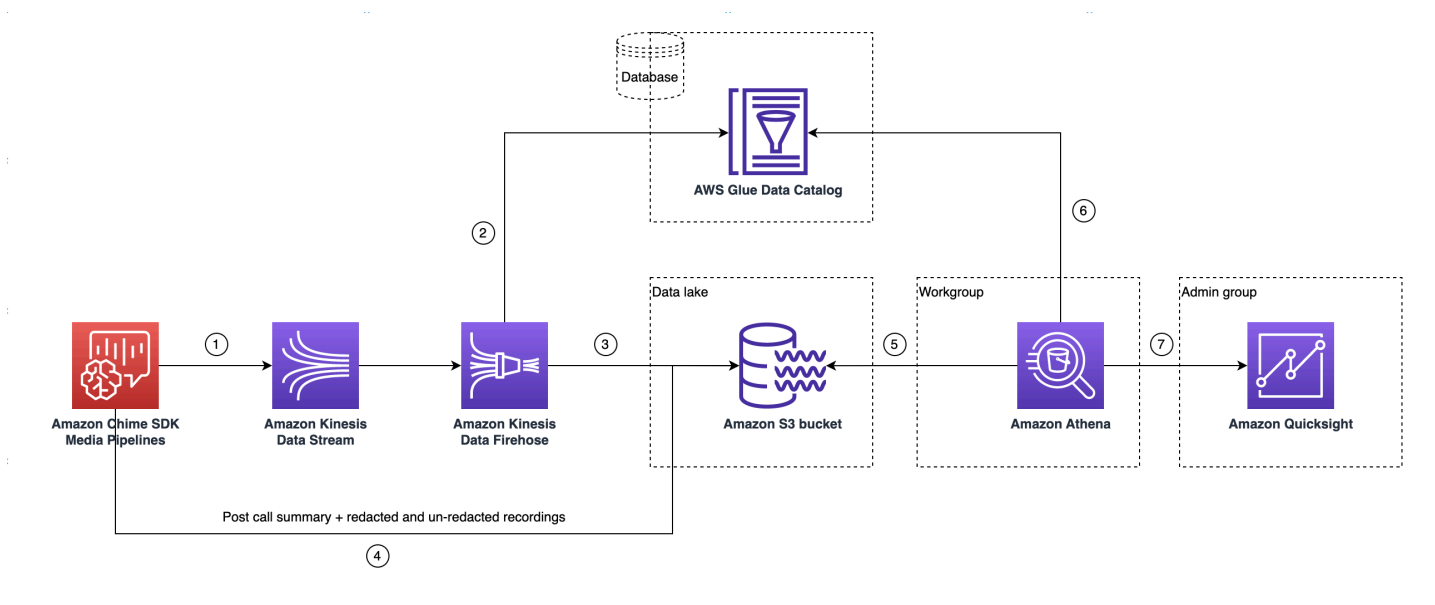 Database
AWS Glue Data Catalog
2
6
Data lake
Workgroup
Admin group
1
3
5
7
Amazon Chime SDK
Media Pipelines
Amazon Kinesis
Data Stream
Amazon Kinesis
Data Firehose
Amazon S3 bucket
Amazon Athena
Amazon Quicksight
Post call summary + redacted and un-redacted recordings
4